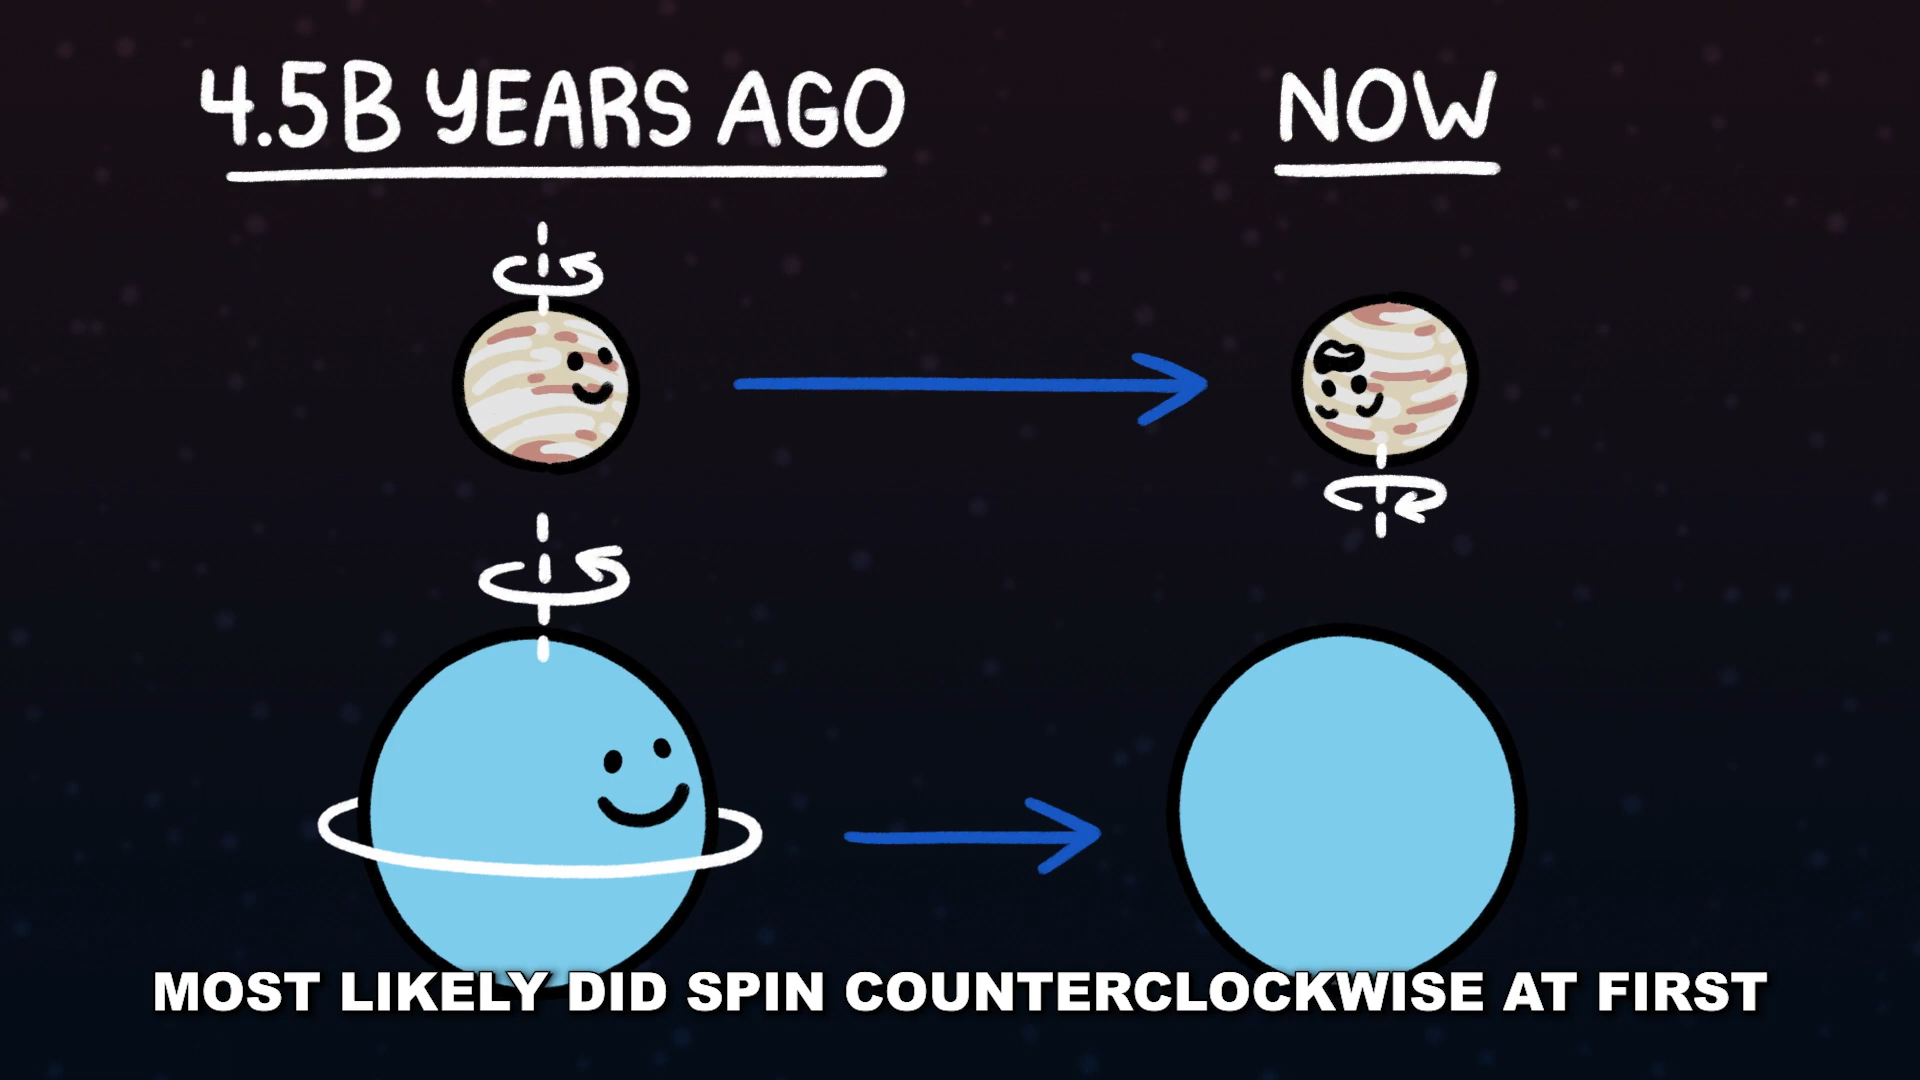 4.5B YEARS AGO
NOW
MOST LIKELY DID SPIN COUNTERCLOCKWISE AT FIRST